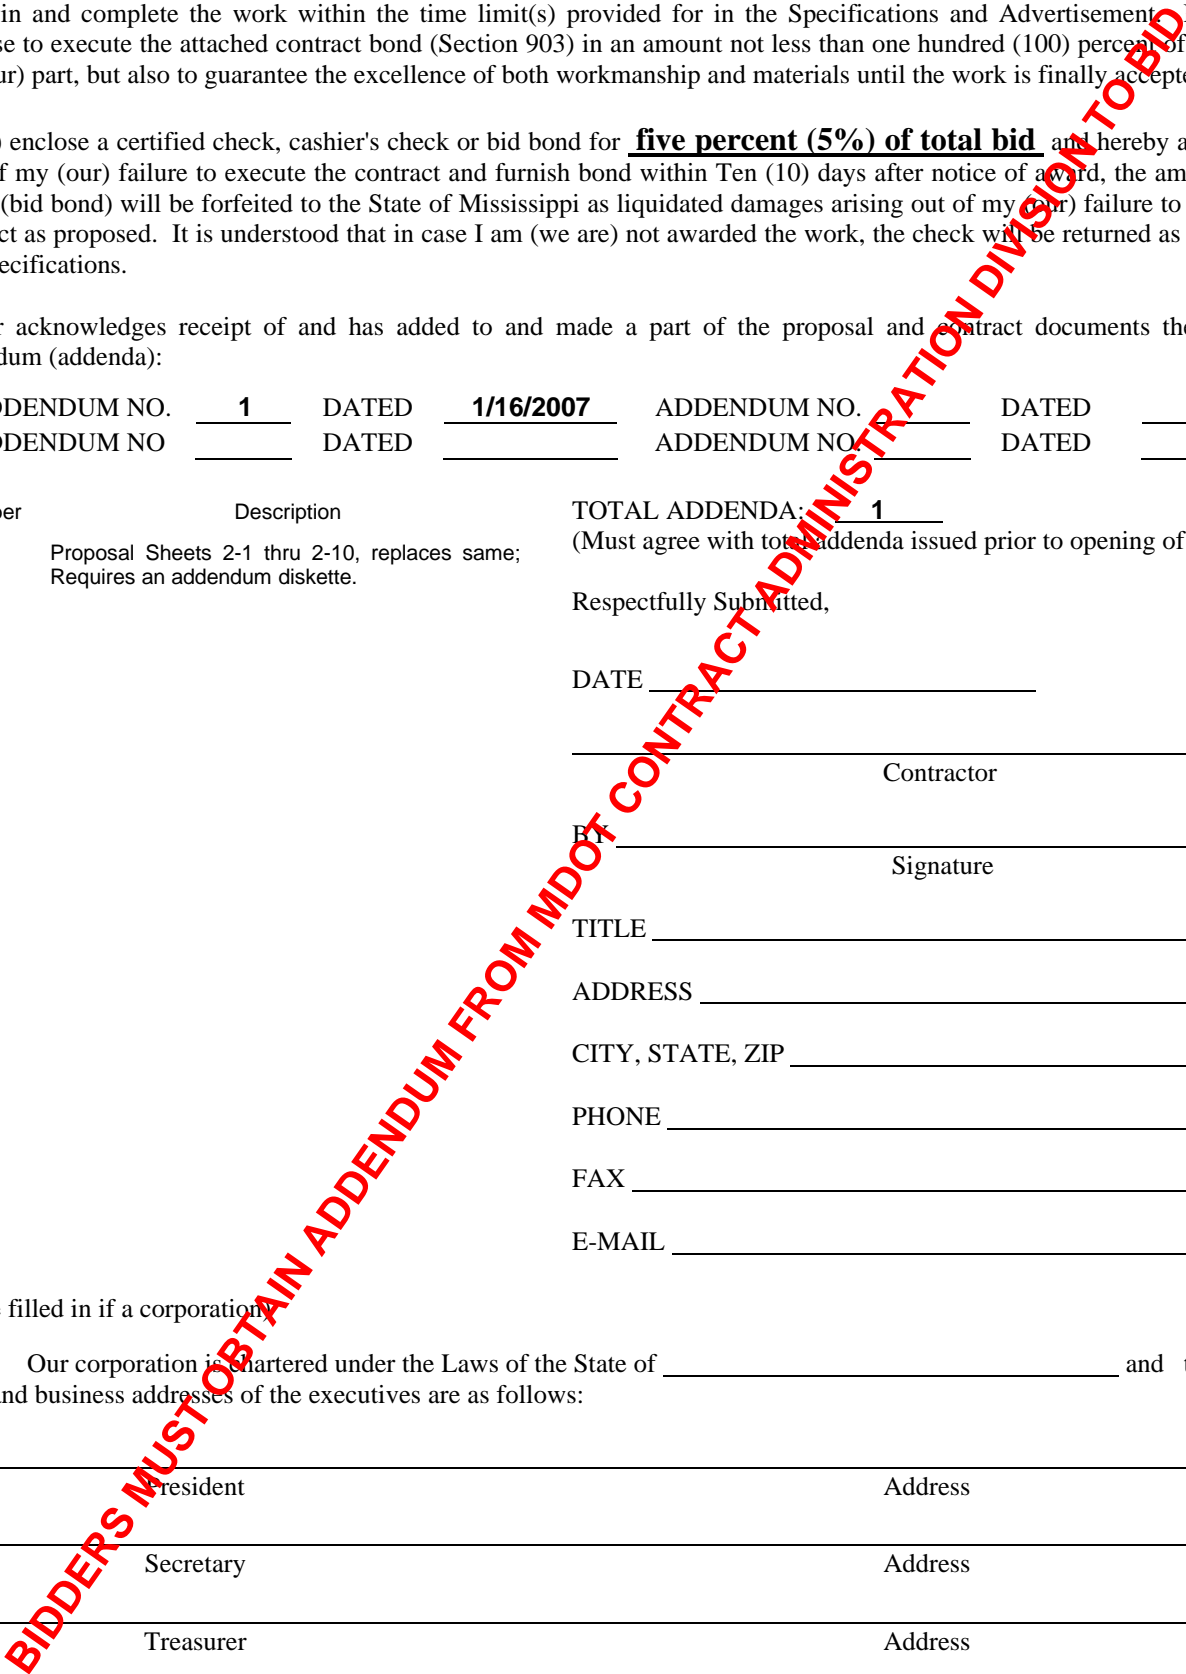 in and complete the work within the time limit(s) provided for in the Specifications and Advertisement.
se to execute the attached contract bond (Section 903) in an amount not less than one hundred (100) percent of
ur) part, but also to guarantee the excellence of both workmanship and materials until the work is finally accepte
) enclose a certified check, cashier's check or bid bond for five percent (5%) of total bid and hereby a
f my (our) failure to execute the contract and furnish bond within Ten (10) days after notice of award, the am
(bid bond) will be forfeited to the State of Mississippi as liquidated damages arising out of my (our) failure to
ct as proposed. It is understood that in case I am (we are) not awarded the work, the check will be returned as
ecifications.
r acknowledges receipt of and has added to and made a part of the proposal and contract documents the
dum (addenda):
DDENDUM NO. 1 DATED 1/16/2007 ADDENDUM NO. DATED
DDENDUM NO DATED ADDENDUM NO. DATED
ber Description TOTAL ADDENDA: 1
(Must agree with total addenda issued prior to opening of
Proposal Sheets 2-1 thru 2-10, replaces same;
Requires an addendum diskette.
Respectfully Submitted,
DATE
Contractor
BY
Signature
TITLE
ADDRESS
CITY, STATE, ZIP
PHONE
FAX
E-MAIL
filled in if a corporation)
Our corporation is chartered under the Laws of the State of and t
and business addresses of the executives are as follows:
President Address
Secretary Address
Treasurer Address
BIDDERS MUST OBTAIN ADDENDUM FROM MDOT CONTRACT ADMINISTRATION DIVISION TO BID